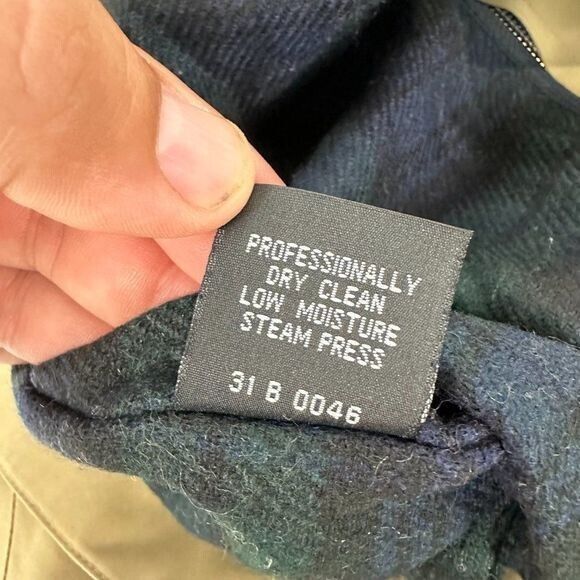 PROFESSIONALLY
DRY CLEAN
LOW MOISTURE
STEAM PRESS
31 B 0046